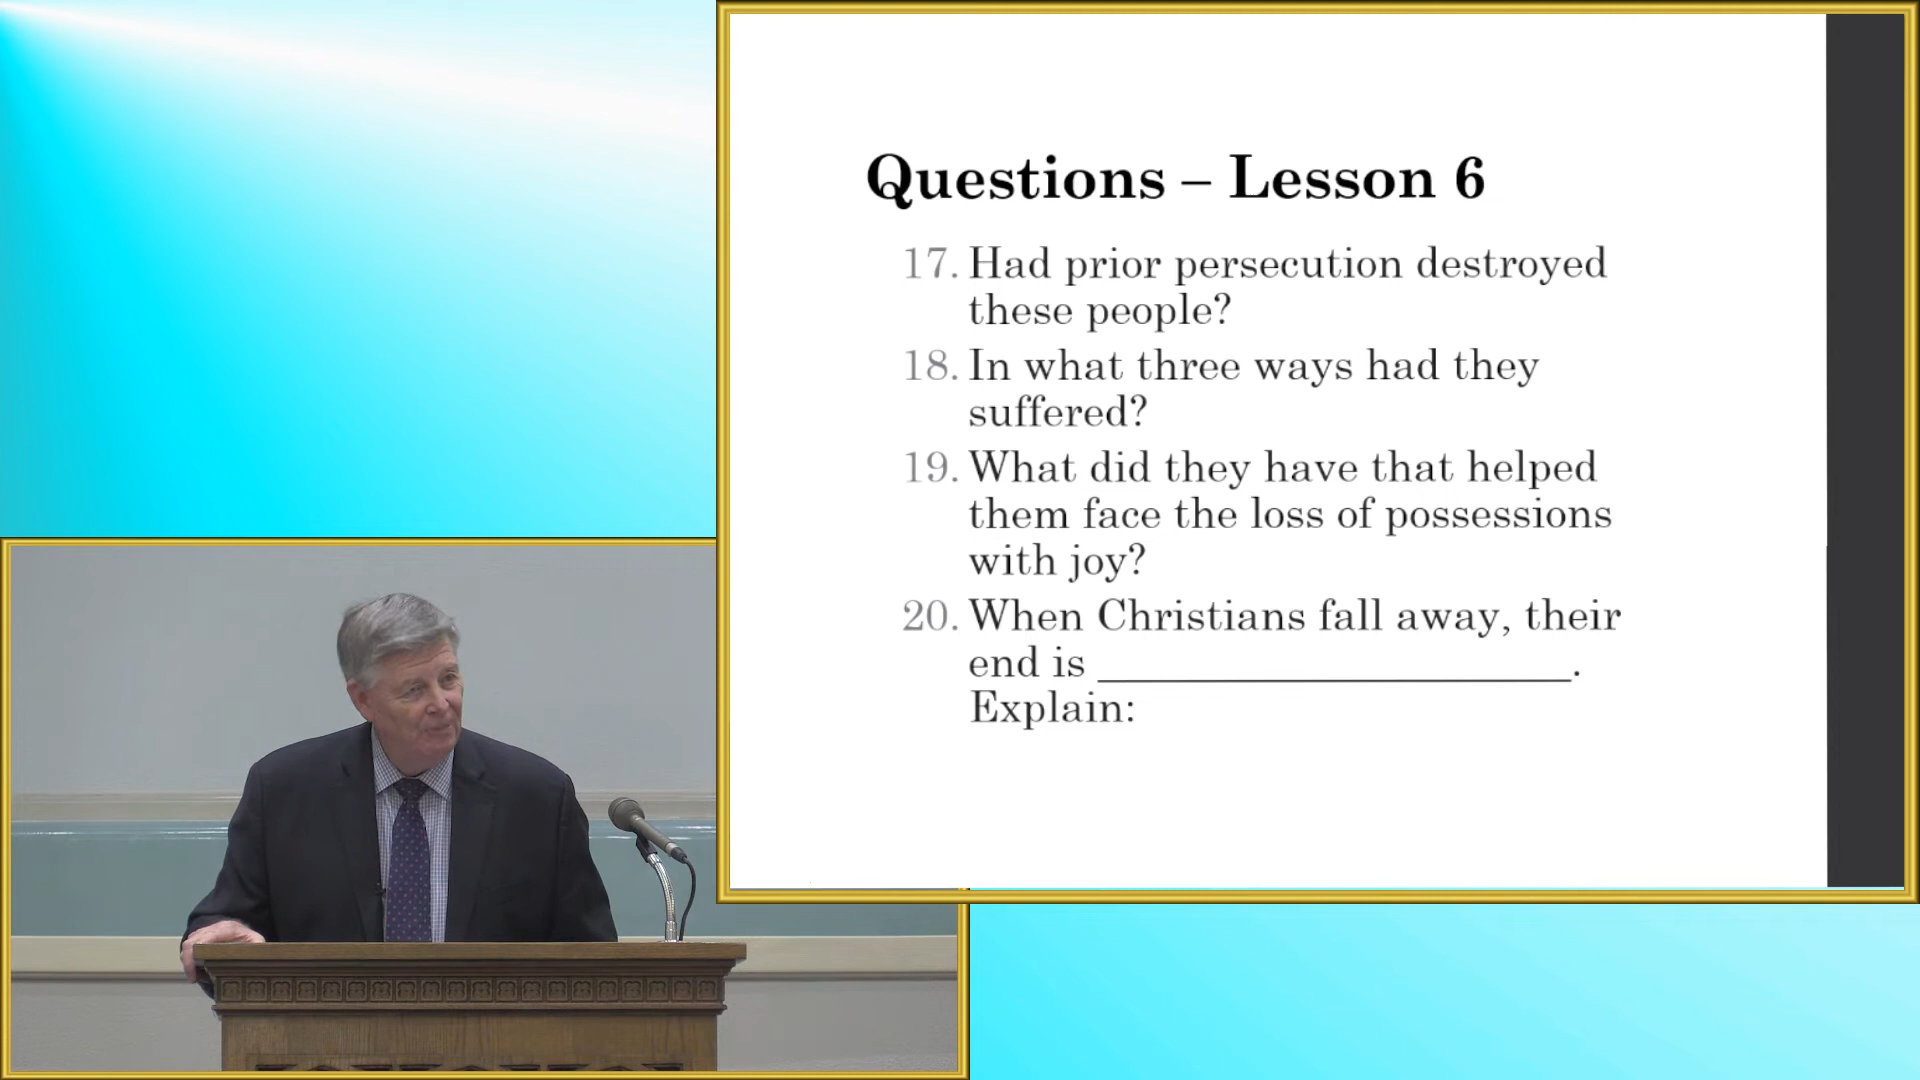 Questions – Lesson 6
17. Had prior persecution destroyed
these people?
18. In what three ways had they
suffered?
19. What did they have that helped
them face the loss of possessions
with joy?
20. When Christians fall away, their
end is ____________________.
Explain: